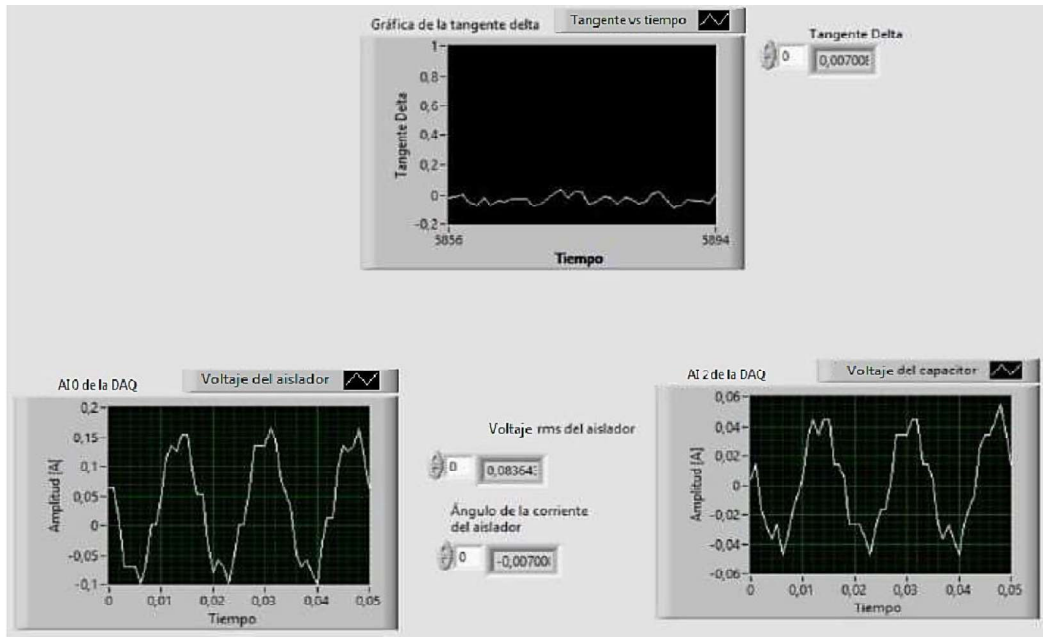 Gráfica de la tangente delta
Tangente vs tiempo
Tangente Delta
0
0,007008
1
0,8
0,6
0,4
0,2
0
-0,2
Tangente Delta
5856
5894
Tiempo
AI 0 de la DAQ
Voltaje del aislador
0,2
0,15
0,1
0,05
0
-0,05
-0,1
Amplitud [A]
0
0,01
0,02
0,03
0,04
0,05
Tiempo
Voltaje rms del aislador
0
0,08364
Ángulo de la corriente
del aislador
0
-0,00700
AI 2 de la DAQ
Voltaje del capacitor
0,06
0,04
0,02
0
-0,02
-0,04
-0,06
Amplitud [A]
0
0,01
0,02
0,03
0,04
0,05
Tiempo